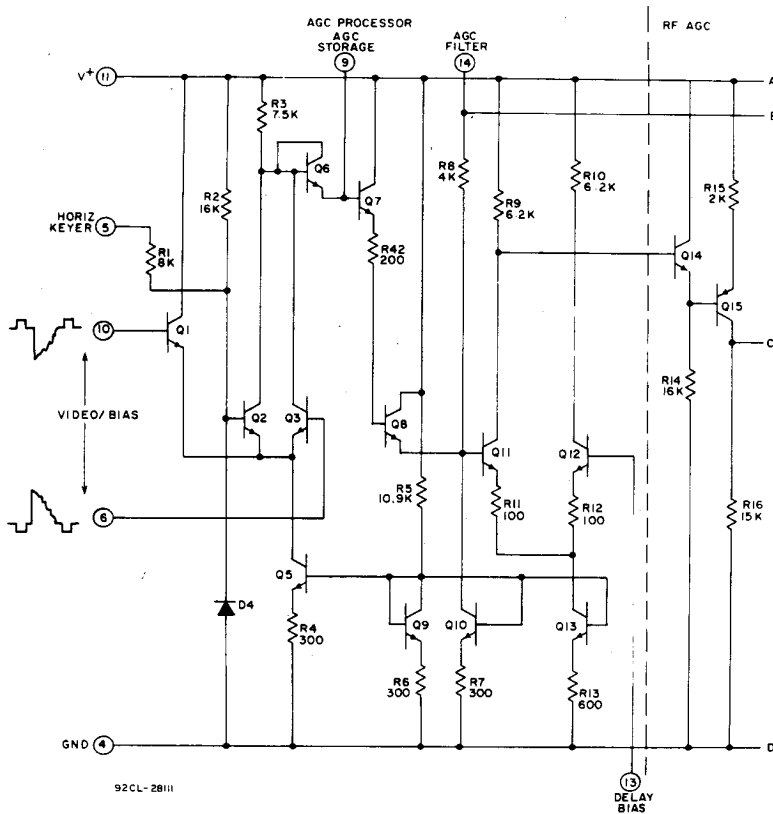 AGC PROCESSOR
AGC
STORAGE
9
AGC
FILTER
14
RF AGC
V+ 11
A
B
R3
7.5K
Q6
Q7
R2
16K
R8
4K
R9
6.2K
R10
6.2K
R15
2K
HORIZ
KEYER 5
R1
8K
R42
200
Q14
Q15
10
Q1
C
VIDEO/BIAS
Q2
Q3
Q8
Q11
Q12
R14
16K
R5
10.9K
R11
100
R12
100
R16
15K
6
Q5
D4
R4
300
Q9
Q10
Q13
R6
300
R7
300
R13
600
GND 4
D
92CL-28111
13
DELAY
BIAS